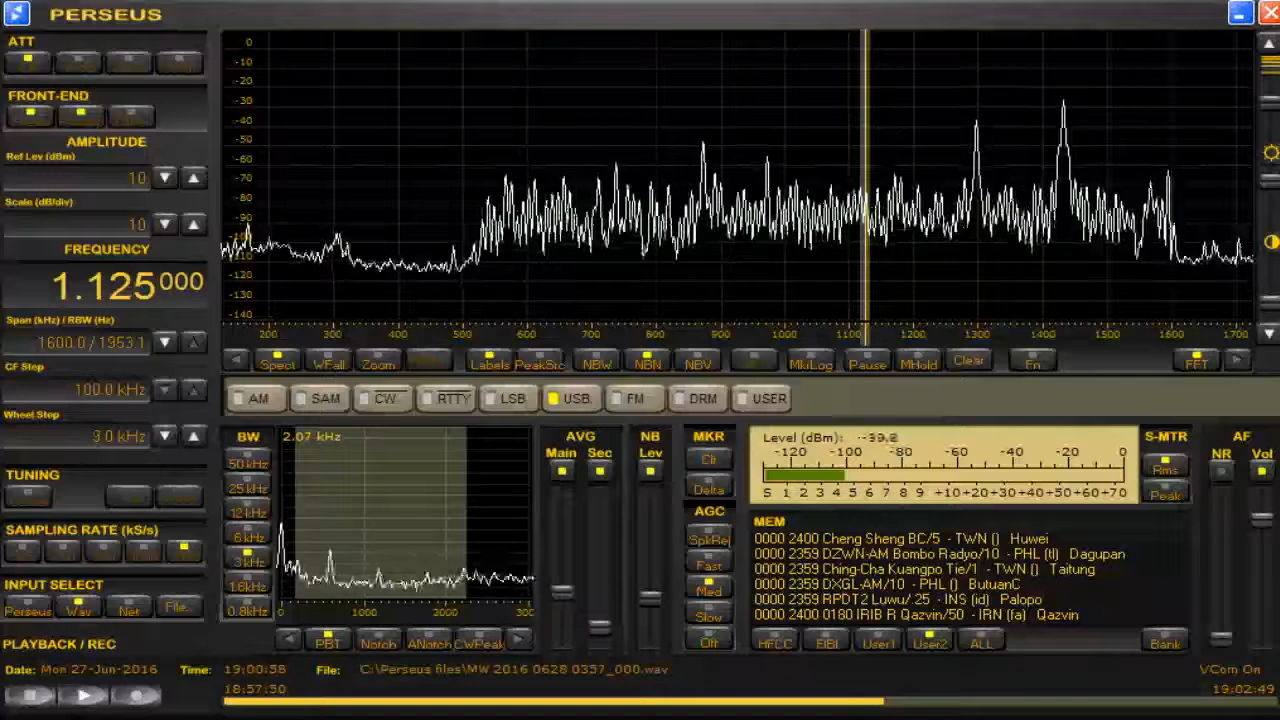 PERSEUS
ATT
FRONT-END
AMPLITUDE
Ref Lev (dBm)
10
Scale (dB/div)
10
FREQUENCY
1.125000
Span (kHz) / RBW (Hz)
1600.0 / 1953.1
CF Step
100.0 kHz
Wheel Step
9.0 kHz
TUNING
SAMPLING RATE (kS/s)
INPUT SELECT
Perseus Wav Net File..
PLAYBACK / REC
0
-10
-20
-30
-40
-50
-60
-70
-80
-90
-100
-110
-120
-130
-140
200 300 400 500 600 700 800 900 1000 1100 1200 1300 1400 1500 1600 1700
Spect WFall Zoom Labels PeakSrc NBW NBN NBV MkrLog Pause MHold Clear Fn FFT
AM SAM CW RTTY LSB USB FM DRM USER
BW
50 kHz
25 kHz
12 kHz
6 kHz
3 kHz
1.6kHz
0.8kHz
2.07 kHz
0 1000 2000 300
PBT Notch ANotch CWPeak
AVG
Main Sec
NB
Lev
MKR
Clr
Delta
AGC
SpkRej
Fast
Med
Slow
Off
Level (dBm):
-120 -100 -80 -60 -40 -20 0
S 1 2 3 4 5 6 7 8 9 +10+20+30+40+50+60+70
S-MTR
Rms
Peak
AF
NR Vol
MEM
0000 2400 Cheng Sheng BC/5 - TWN () Huwei
0000 2359 DZWN-AM Bombo Radyo/10 - PHL (tl) Dagupan
0000 2359 Ching-Cha Kuangpo Tie/1 - TWN () Taitung
0000 2359 DXGL-AM/10 - PHL () ButuanC
0000 2359 RPDT2 Luwu/.25 - INS (id) Palopo
0000 2400 0180 IRIB R Qazvin/50 - IRN (fa) Qazvin
HFCC EIBI User1 User2 ALL Bank
Date: Mon 27-Jun-2016 Time: 19:00:58 File: C:\Perseus files\MW 2016 0628 0357_000.wav VCom On
18:57:50 19:02:49